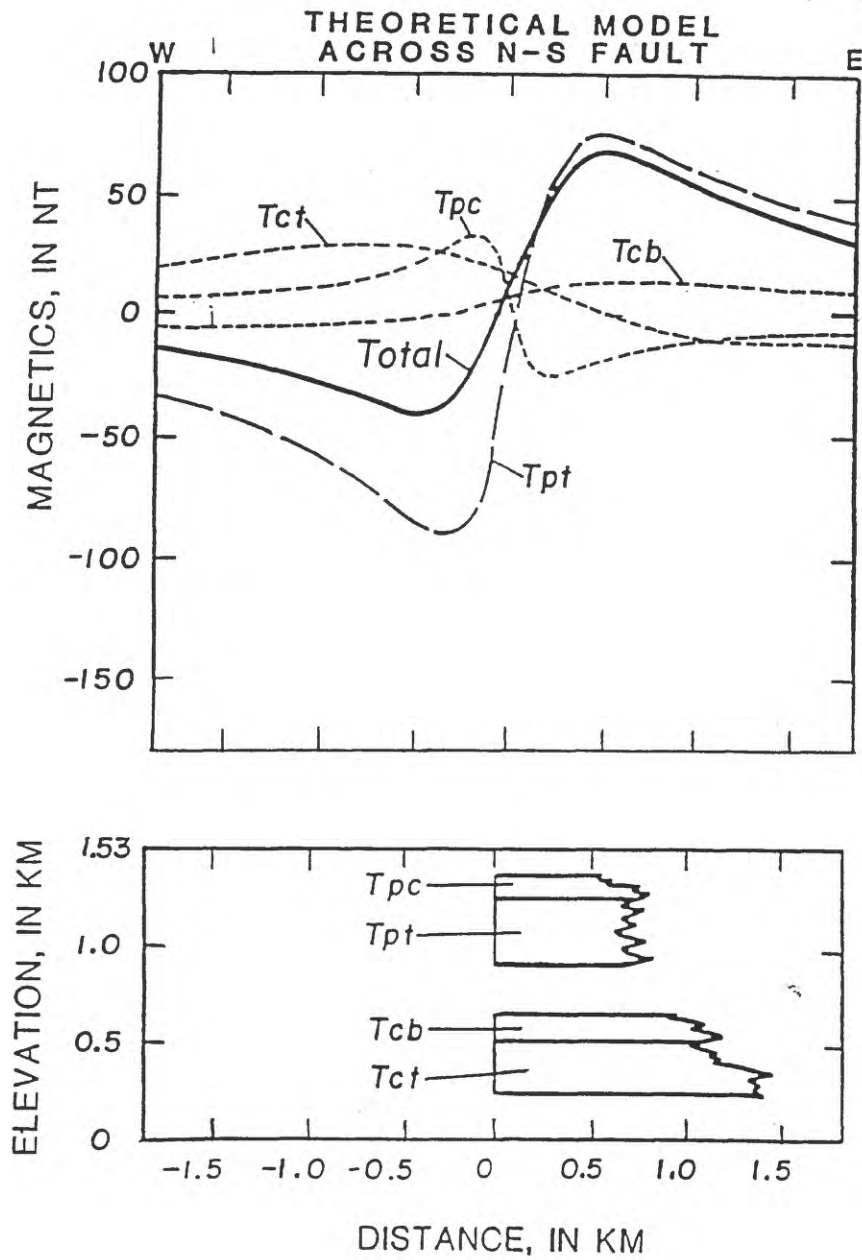 THEORETICAL MODEL
W ACROSS N-S FAULT E
100
50
0
-50
-100
-150
MAGNETICS, IN NT
Tct
Tpc
Tcb
Total
Tpt
1.53
1.0
0.5
0
ELEVATION, IN KM
Tpc
Tpt
Tcb
Tct
-1.5 -1.0 -0.5 0 0.5 1.0 1.5
DISTANCE, IN KM